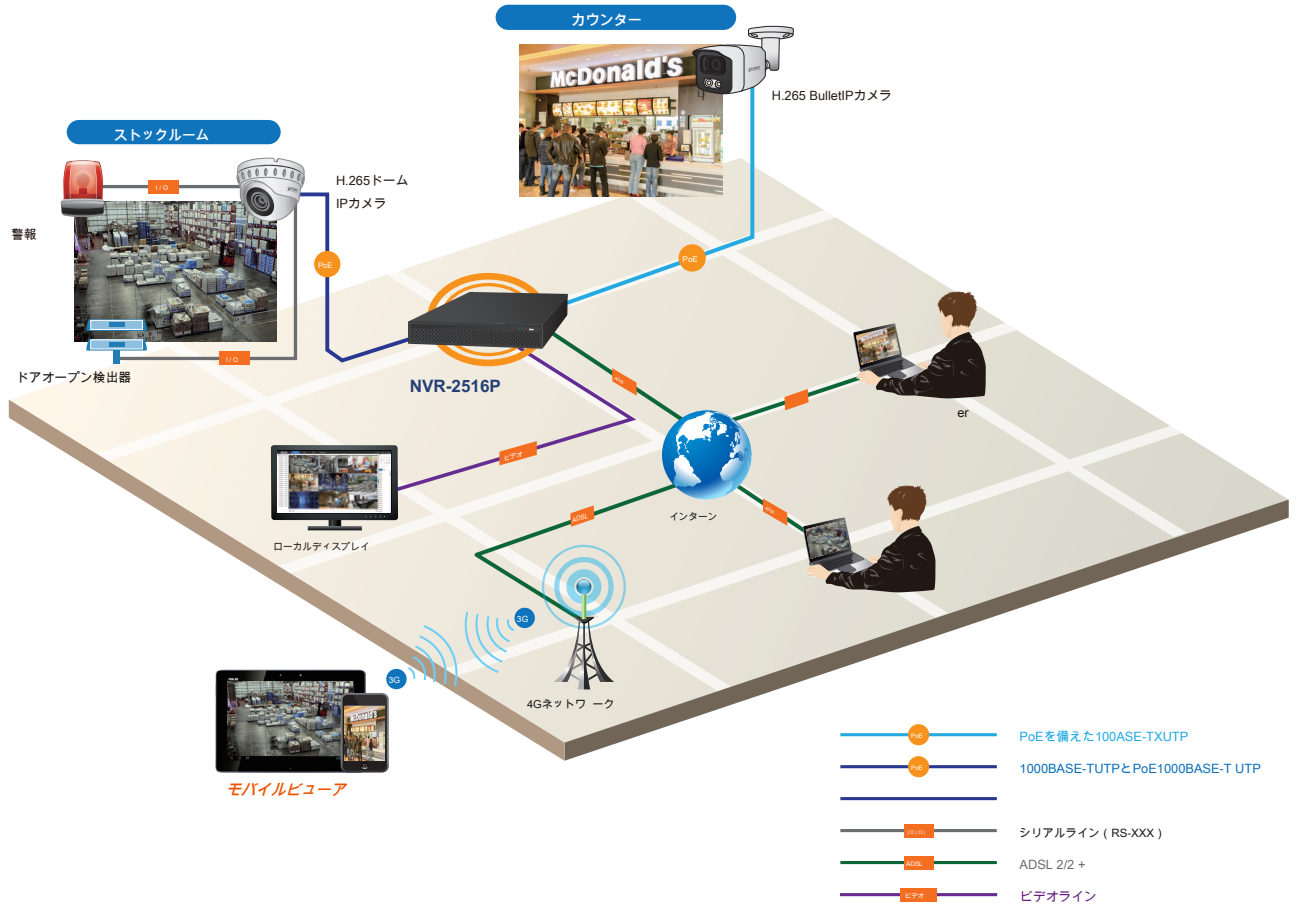 カウンター
McDonald's
H.265 BulletIPカメラ
ストックルーム
I / O
H.265ドーム
IPカメラ
警報
PoE
PoE
I / O
ドアオープン検出器
NVR-2516P
er
ビデオ
ADSL
インターン
ローカルディスプレイ
3G
3G
4Gネットワ ーク
McDonald's
モバイルビューア
PoE
PoEを備えた100ASE-TXUTP
PoE
1000BASE-TUTPとPoE1000BASE-T UTP
シリアルライン ( RS-XXX )
ADSL
ADSL 2/2 +
ビデオ
ビデオライン